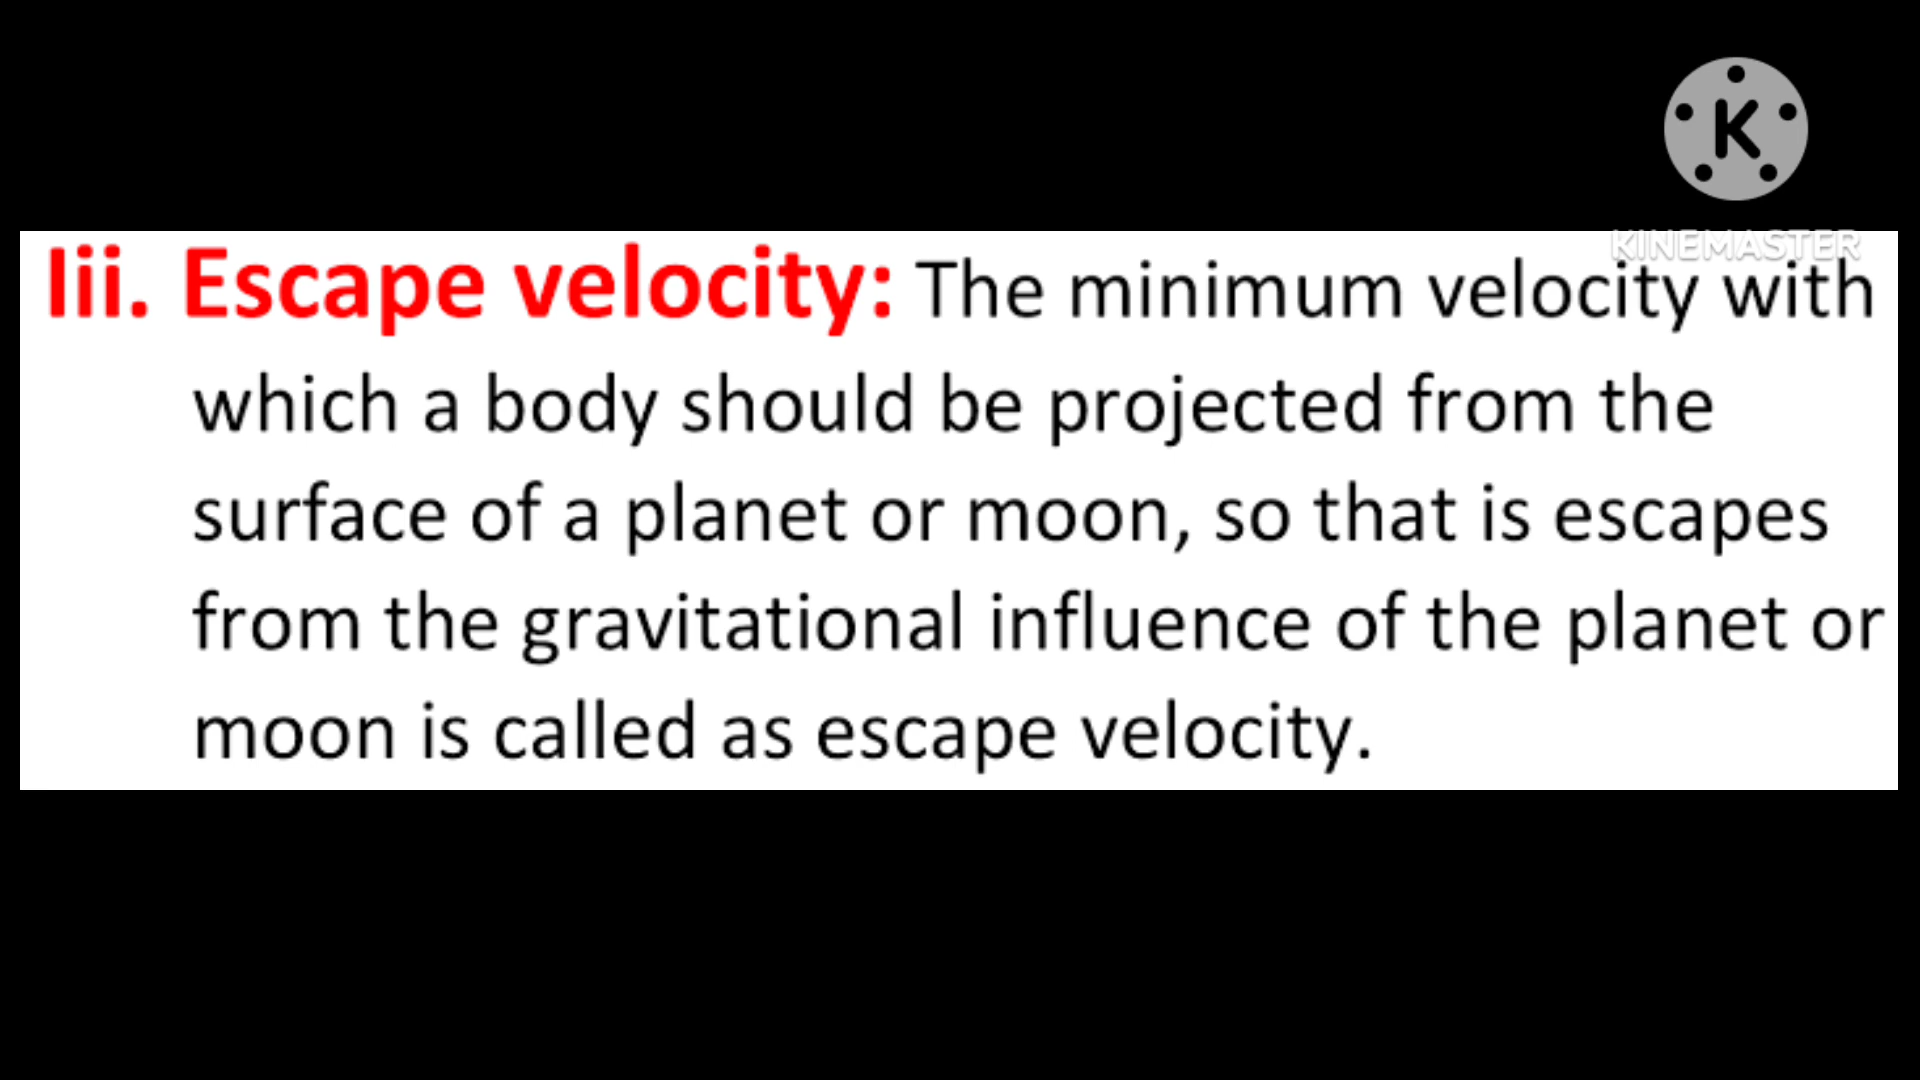 K
KINEMASTER
Iii. Escape velocity: The minimum velocity with
which a body should be projected from the
surface of a planet or moon, so that is escapes
from the gravitational influence of the planet or
moon is called as escape velocity.